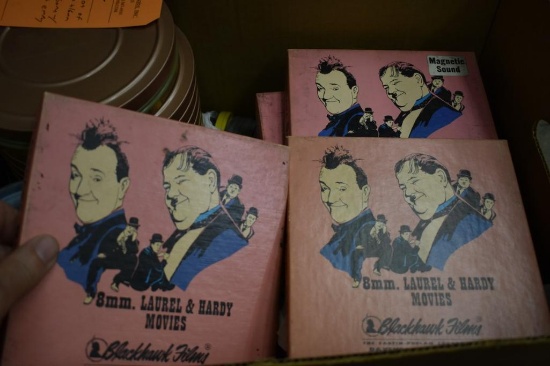 Magnetic
Sound
8mm. LAUREL & HARDY
MOVIES
Blackhawk Films
8mm. LAUREL & HARDY
MOVIES
Blackhawk Films